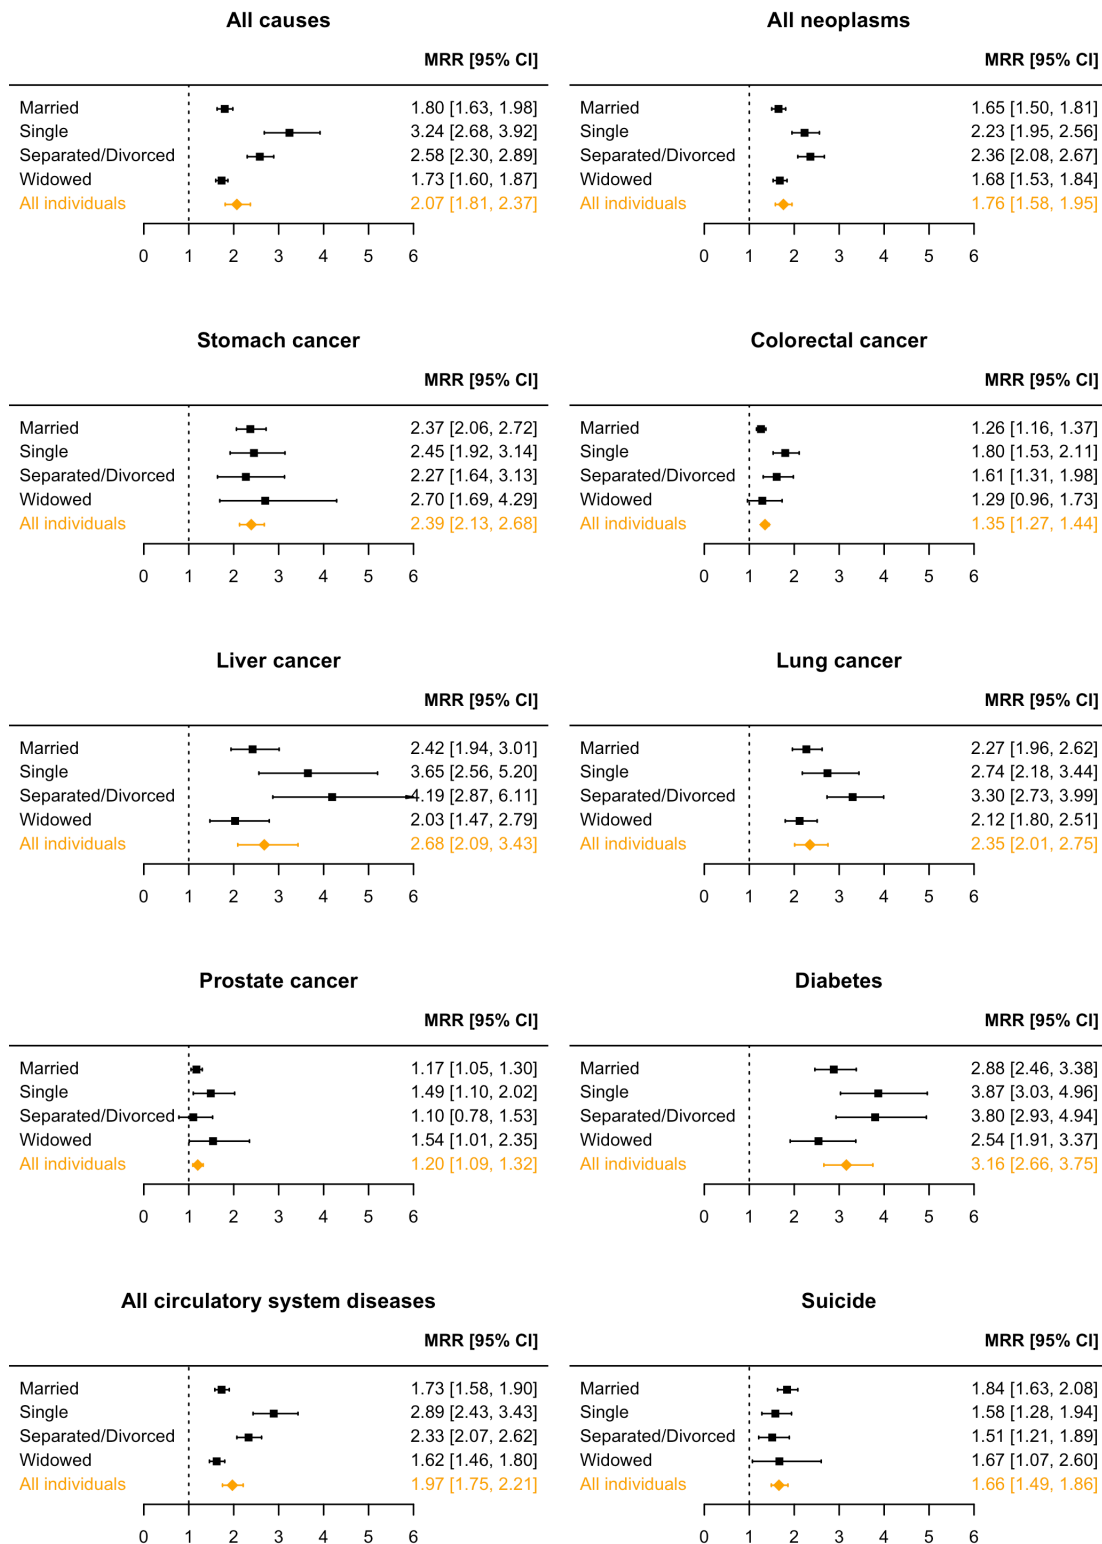 All causes
MRR [95% CI]
Married 1.80 [1.63, 1.98]
Single 3.24 [2.68, 3.92]
Separated/Divorced 2.58 [2.30, 2.89]
Widowed 1.73 [1.60, 1.87]
All individuals 2.07 [1.81, 2.37]
0 1 2 3 4 5 6
All neoplasms
MRR [95% CI]
Married 1.65 [1.50, 1.81]
Single 2.23 [1.95, 2.56]
Separated/Divorced 2.36 [2.08, 2.67]
Widowed 1.68 [1.53, 1.84]
All individuals 1.76 [1.58, 1.95]
0 1 2 3 4 5 6
Stomach cancer
MRR [95% CI]
Married 2.37 [2.06, 2.72]
Single 2.45 [1.92, 3.14]
Separated/Divorced 2.27 [1.64, 3.13]
Widowed 2.70 [1.69, 4.29]
All individuals 2.39 [2.13, 2.68]
0 1 2 3 4 5 6
Colorectal cancer
MRR [95% CI]
Married 1.26 [1.16, 1.37]
Single 1.80 [1.53, 2.11]
Separated/Divorced 1.61 [1.31, 1.98]
Widowed 1.29 [0.96, 1.73]
All individuals 1.35 [1.27, 1.44]
0 1 2 3 4 5 6
Liver cancer
MRR [95% CI]
Married 2.42 [1.94, 3.01]
Single 3.65 [2.56, 5.20]
Separated/Divorced 4.19 [2.87, 6.11]
Widowed 2.03 [1.47, 2.79]
All individuals 2.68 [2.09, 3.43]
0 1 2 3 4 5 6
Lung cancer
MRR [95% CI]
Married 2.27 [1.96, 2.62]
Single 2.74 [2.18, 3.44]
Separated/Divorced 3.30 [2.73, 3.99]
Widowed 2.12 [1.80, 2.51]
All individuals 2.35 [2.01, 2.75]
0 1 2 3 4 5 6
Prostate cancer
MRR [95% CI]
Married 1.17 [1.05, 1.30]
Single 1.49 [1.10, 2.02]
Separated/Divorced 1.10 [0.78, 1.53]
Widowed 1.54 [1.01, 2.35]
All individuals 1.20 [1.09, 1.32]
0 1 2 3 4 5 6
Diabetes
MRR [95% CI]
Married 2.88 [2.46, 3.38]
Single 3.87 [3.03, 4.96]
Separated/Divorced 3.80 [2.93, 4.94]
Widowed 2.54 [1.91, 3.37]
All individuals 3.16 [2.66, 3.75]
0 1 2 3 4 5 6
All circulatory system diseases
MRR [95% CI]
Married 1.73 [1.58, 1.90]
Single 2.89 [2.43, 3.43]
Separated/Divorced 2.33 [2.07, 2.62]
Widowed 1.62 [1.46, 1.80]
All individuals 1.97 [1.75, 2.21]
0 1 2 3 4 5 6
Suicide
MRR [95% CI]
Married 1.84 [1.63, 2.08]
Single 1.58 [1.28, 1.94]
Separated/Divorced 1.51 [1.21, 1.89]
Widowed 1.67 [1.07, 2.60]
All individuals 1.66 [1.49, 1.86]
0 1 2 3 4 5 6